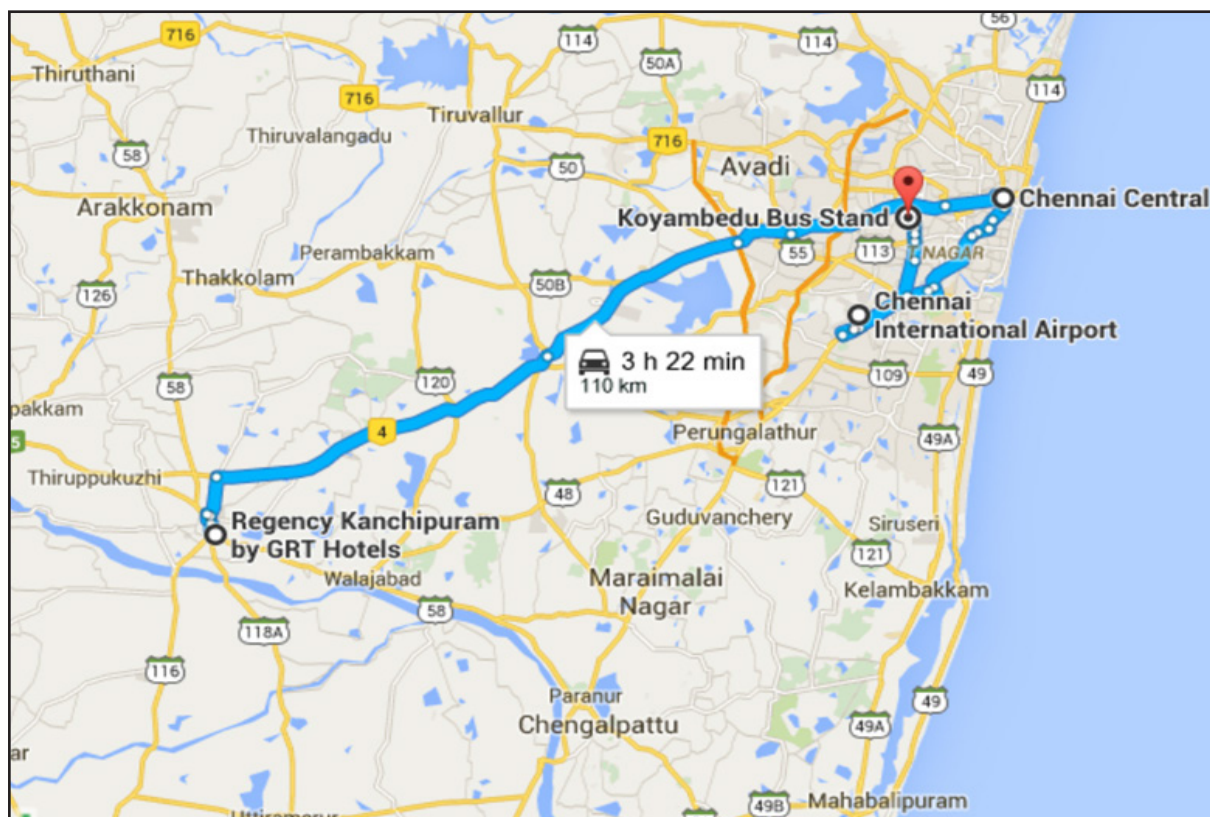 716
114
56
50A
114
114
Thiruthani
716
Tiruvallur
Thiruvalangadu
716
58
50
Avadi
Arakkonam
Koyambedu Bus Stand
Chennai Central
Perambakkam
55
113
T NAGAR
Thakkolam
126
50B
Chennai
International Airport
3 h 22 min
110 km
58
120
109
49
pakkam
4
Perungalathur
49A
5
Thiruppukuzhi
48
121
Regency Kanchipuram
by GRT Hotels
Guduvanchery
Siruseri
121
Walajabad
Maraimalai
Nagar
Kelambakkam
58
118A
116
Paranur
49
Chengalpattu
49A
ar
49B
Mahabalipuram